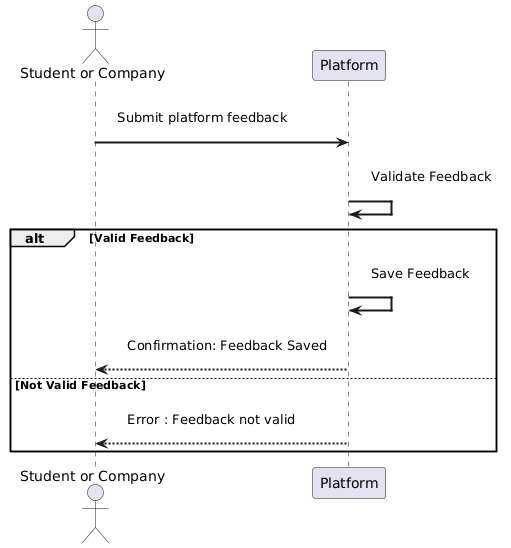 Student or Company
Platform
Submit platform feedback
Validate Feedback
alt [Valid Feedback]
Save Feedback
Confirmation: Feedback Saved
[Not Valid Feedback]
Error : Feedback not valid
Student or Company
Platform